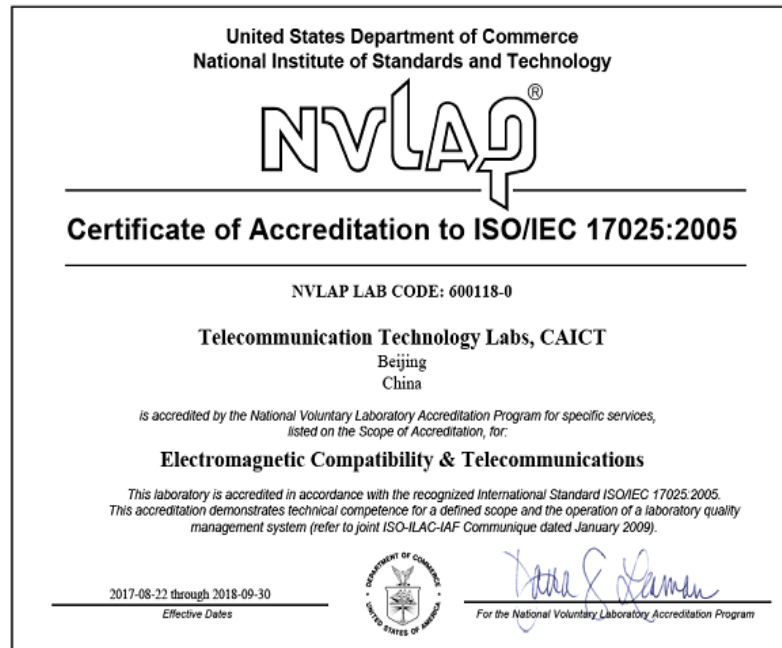 United States Department of Commerce
National Institute of Standards and Technology
NVLAP®
Certificate of Accreditation to ISO/IEC 17025:2005
NVLAP LAB CODE: 600118-0
Telecommunication Technology Labs, CAICT
Beijing
China
is accredited by the National Voluntary Laboratory Accreditation Program for specific services,
listed on the Scope of Accreditation, for:
Electromagnetic Compatibility & Telecommunications
This laboratory is accredited in accordance with the recognized International Standard ISO/IEC 17025:2005.
This accreditation demonstrates technical competence for a defined scope and the operation of a laboratory quality
management system (refer to joint ISO-ILAC-IAF Communique dated January 2009).
2017-08-22 through 2018-09-30
Effective Dates
DEPARTMENT OF COMMERCE
UNITED STATES OF AMERICA
For the National Voluntary Laboratory Accreditation Program